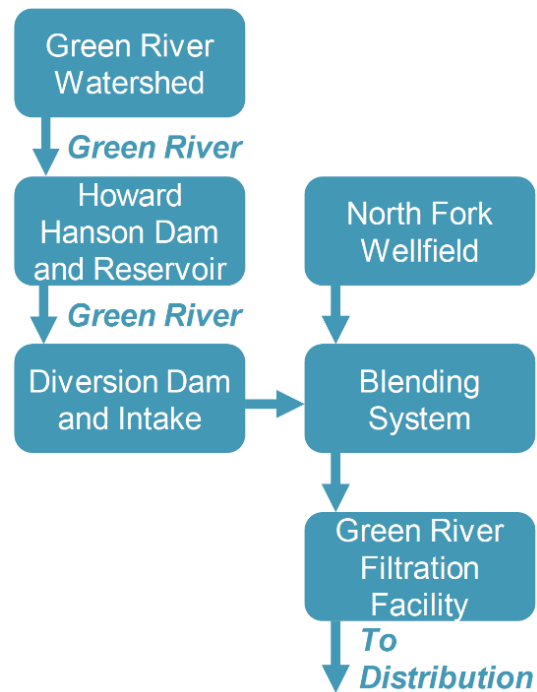 Green River
Watershed
Green River
Howard
Hanson Dam
and Reservoir
North Fork
Wellfield
Green River
Diversion Dam
and Intake
Blending
System
Green River
Filtration
Facility
To
Distribution